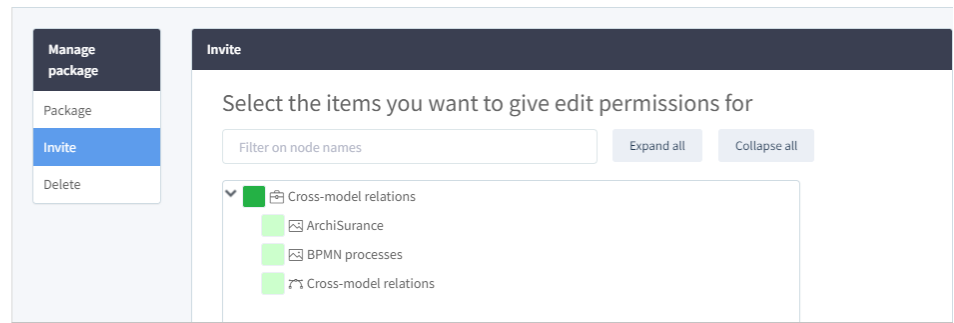 Manage
package
Package
Invite
Delete
Invite
Select the items you want to give edit permissions for
Filter on node names
Expand all
Collapse all
Cross-model relations
ArchiSurance
BPMN processes
Cross-model relations